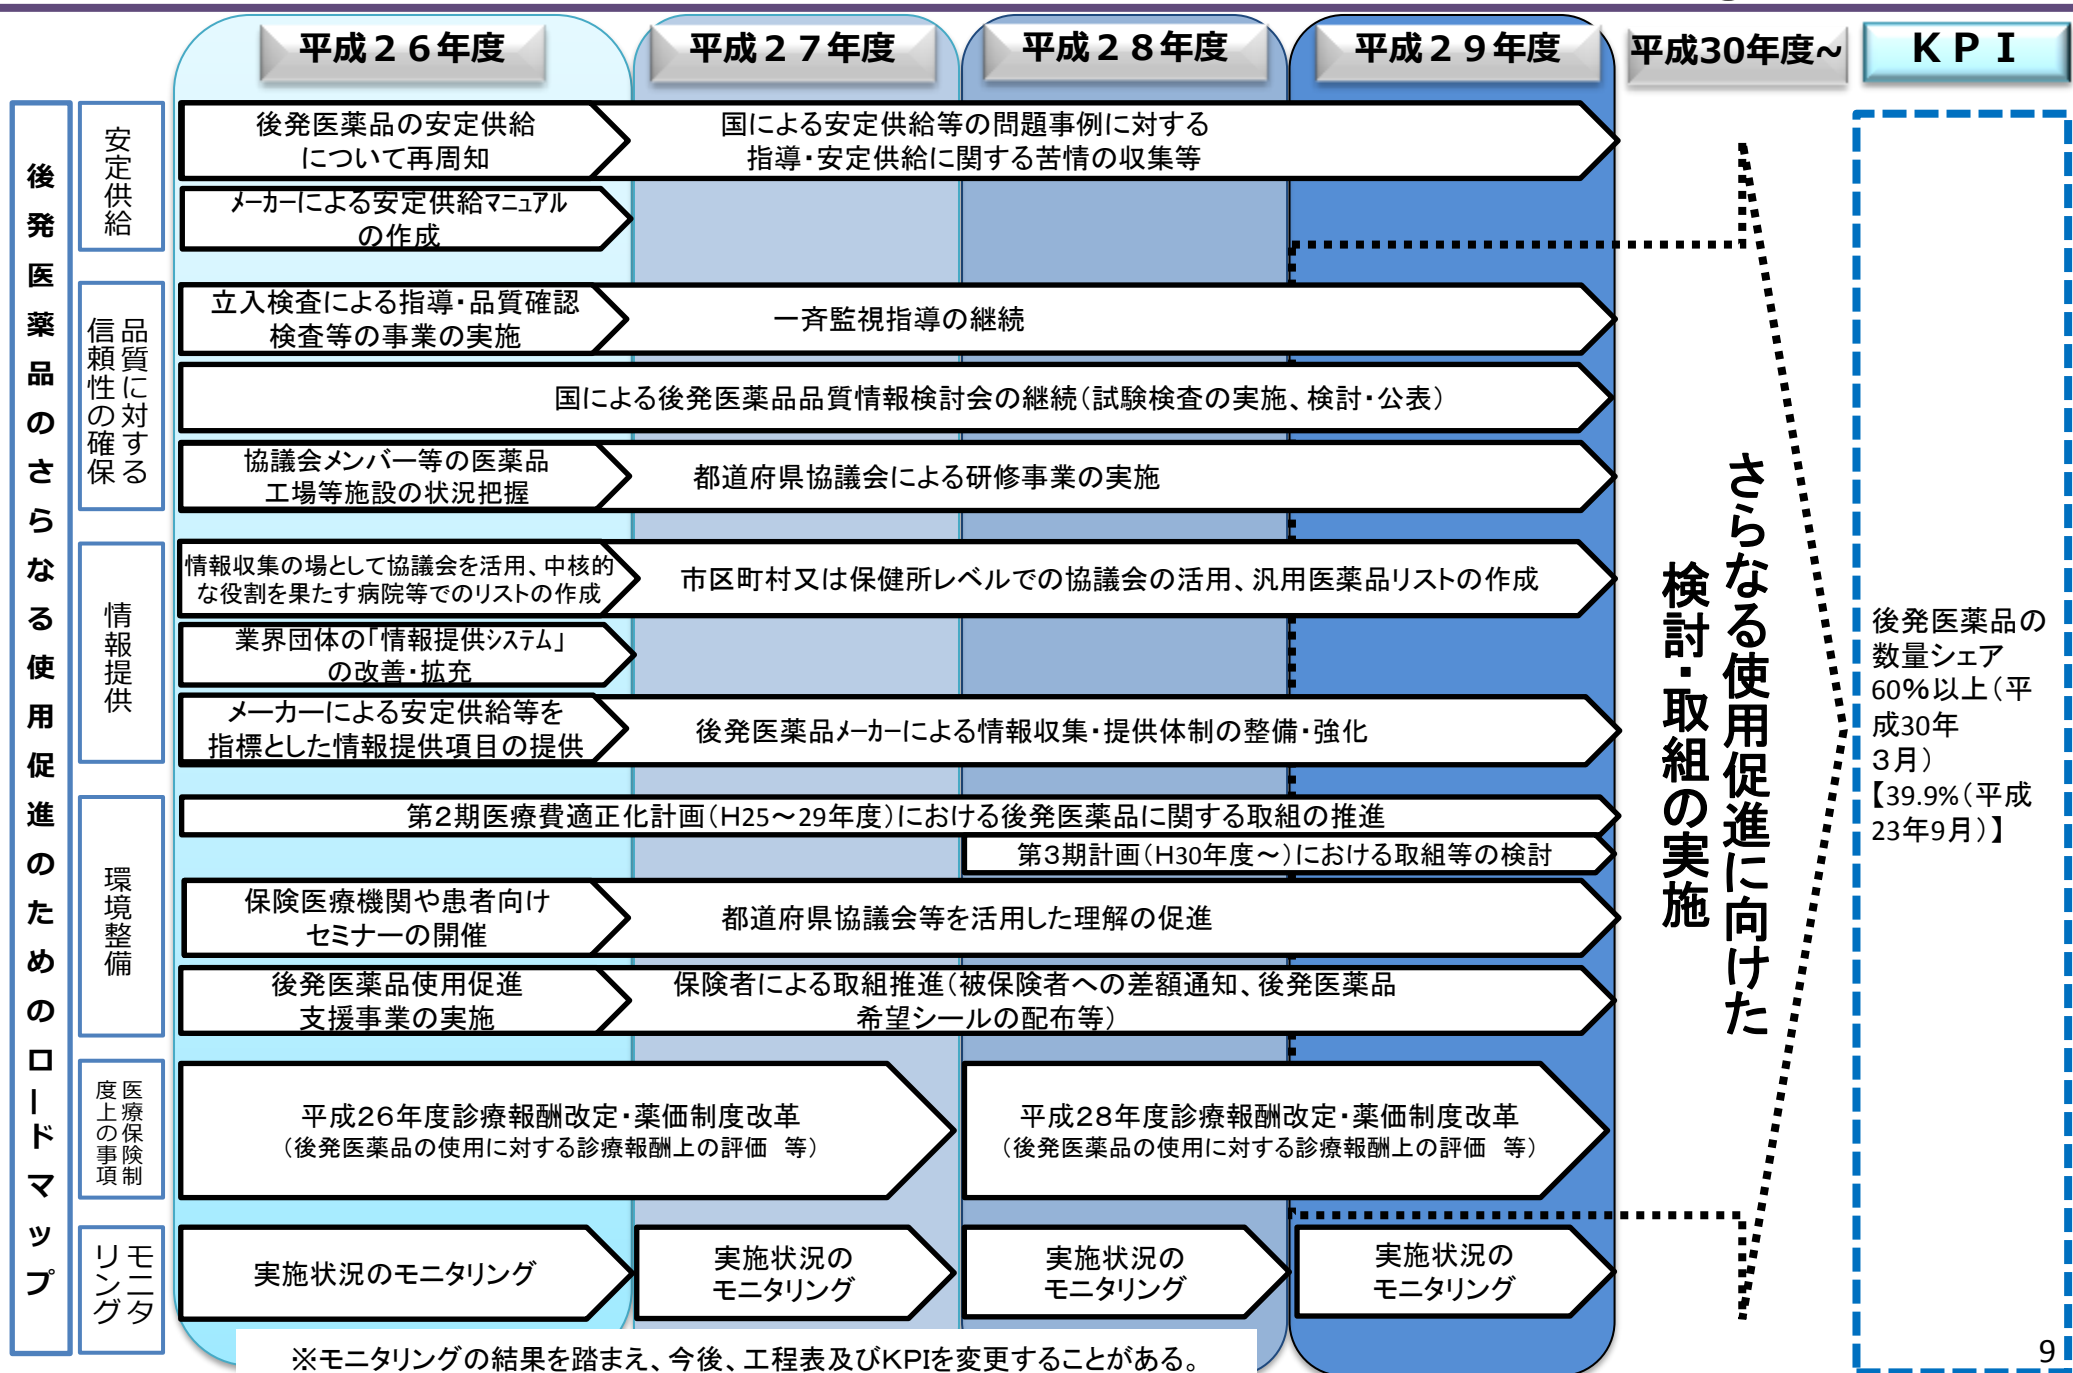 平成２６年度
平成２７年度
平成２８年度
平成２９年度
平成30年度~
ＫＰＩ
後発医薬品のさらなる使用促進のためのロードマップ
安定供給
後発医薬品の安定供給
について再周知
国による安定供給等の問題事例に対する
指導・安定供給に関する苦情の収集等
メーカーによる安定供給マニュアル
の作成
品質に対する
信頼性の確保
立入検査による指導・品質確認
検査等の事業の実施
一斉監視指導の継続
国による後発医薬品品質情報検討会の継続（試験検査の実施、検討・公表）
協議会メンバー等の医薬品
工場等施設の状況把握
都道府県協議会による研修事業の実施
情報提供
情報収集の場として協議会を活用、中核的
な役割を果たす病院等でのリストの作成
市区町村又は保健所レベルでの協議会の活用、汎用医薬品リストの作成
業界団体の「情報提供システム」
の改善・拡充
メーカーによる安定供給等を
指標とした情報提供項目の提供
後発医薬品メーカーによる情報収集・提供体制の整備・強化
環境整備
第２期医療費適正化計画（H25～29年度）における後発医薬品に関する取組の推進
第３期計画（H30年度～）における取組等の検討
保険医療機関や患者向け
セミナーの開催
都道府県協議会等を活用した理解の促進
後発医薬品使用促進
支援事業の実施
保険者による取組推進（被保険者への差額通知、後発医薬品
希望シールの配布等）
医療保険制
度上の事項
平成２６年度診療報酬改定・薬価制度改革
（後発医薬品の使用に対する診療報酬上の評価　等）
平成２８年度診療報酬改定・薬価制度改革
（後発医薬品の使用に対する診療報酬上の評価　等）
モニタ
リング
実施状況のモニタリング
実施状況の
モニタリング
実施状況の
モニタリング
実施状況の
モニタリング
さらなる使用促進に向けた
検討・取組の実施
後発医薬品の
数量シェア
60％以上（平
成30年
３月）
【39.9%（平成
23年9月）】
※モニタリングの結果を踏まえ、今後、工程表及びＫＰＩを変更することがある。
9